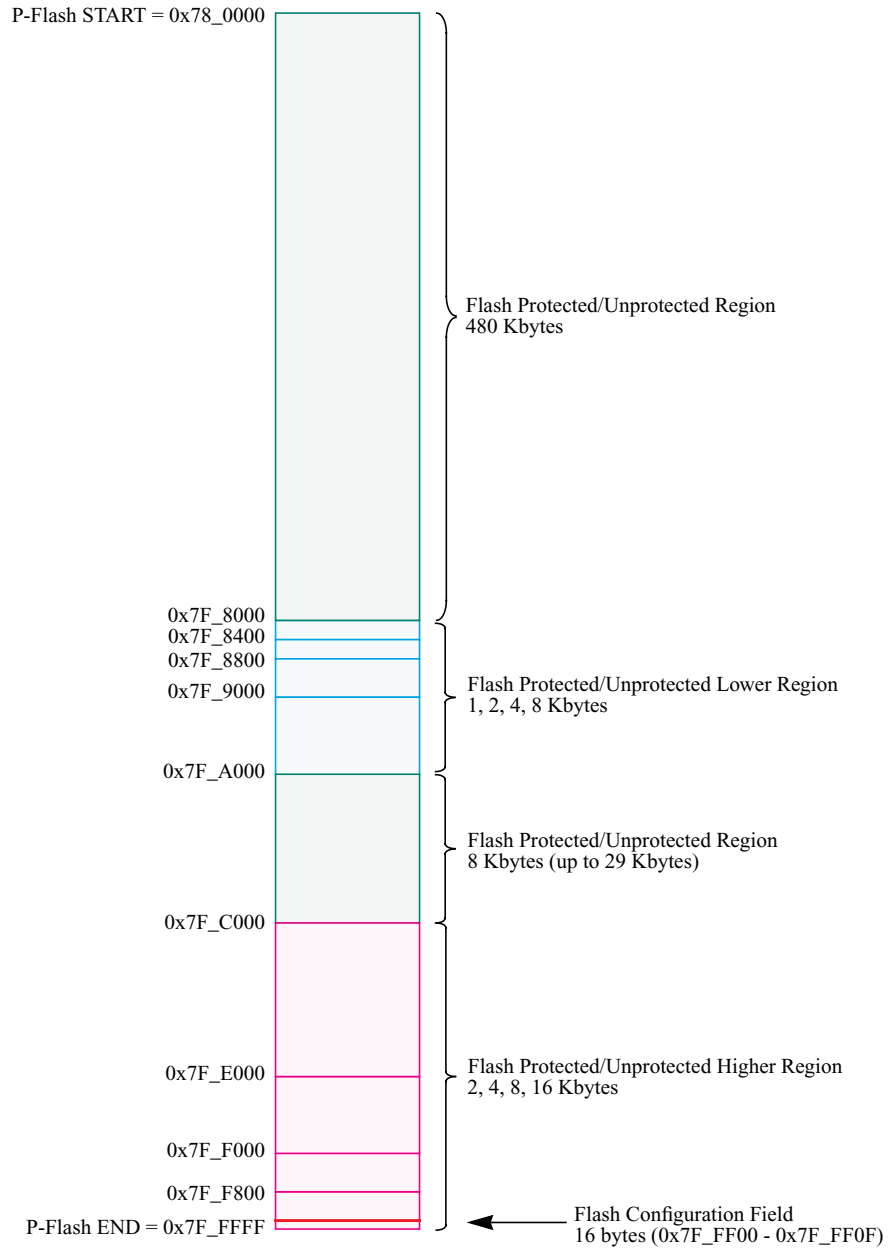 P-Flash START = 0x78_0000
Flash Protected/Unprotected Region
480 Kbytes
0x7F_8000
0x7F_8400
0x7F_8800
0x7F_9000
Flash Protected/Unprotected Lower Region
1, 2, 4, 8 Kbytes
0x7F_A000
Flash Protected/Unprotected Region
8 Kbytes (up to 29 Kbytes)
0x7F_C000
0x7F_E000
Flash Protected/Unprotected Higher Region
2, 4, 8, 16 Kbytes
0x7F_F000
0x7F_F800
P-Flash END = 0x7F_FFFF
Flash Configuration Field
16 bytes (0x7F_FF00 - 0x7F_FF0F)